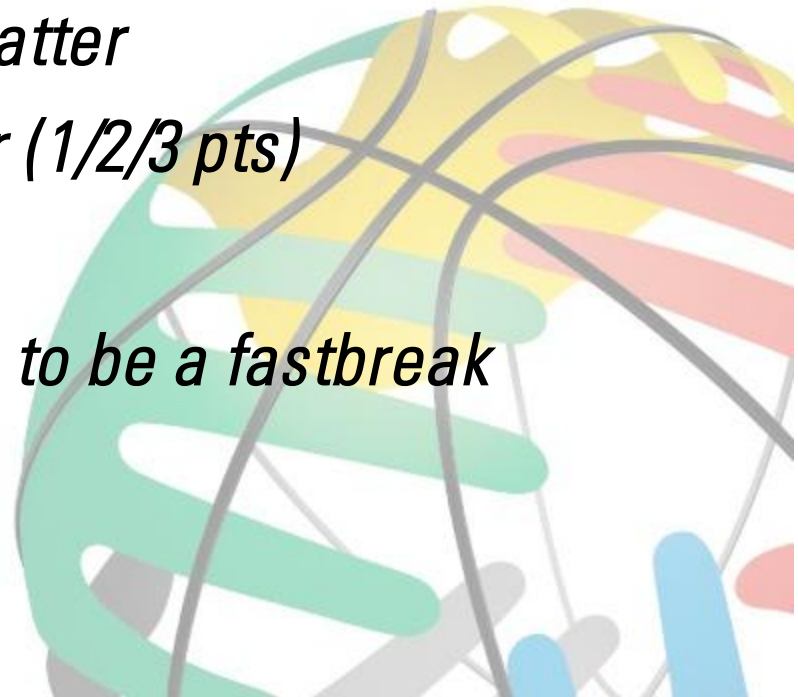 atter
r (1/2/3 pts)
to be a fastbreak